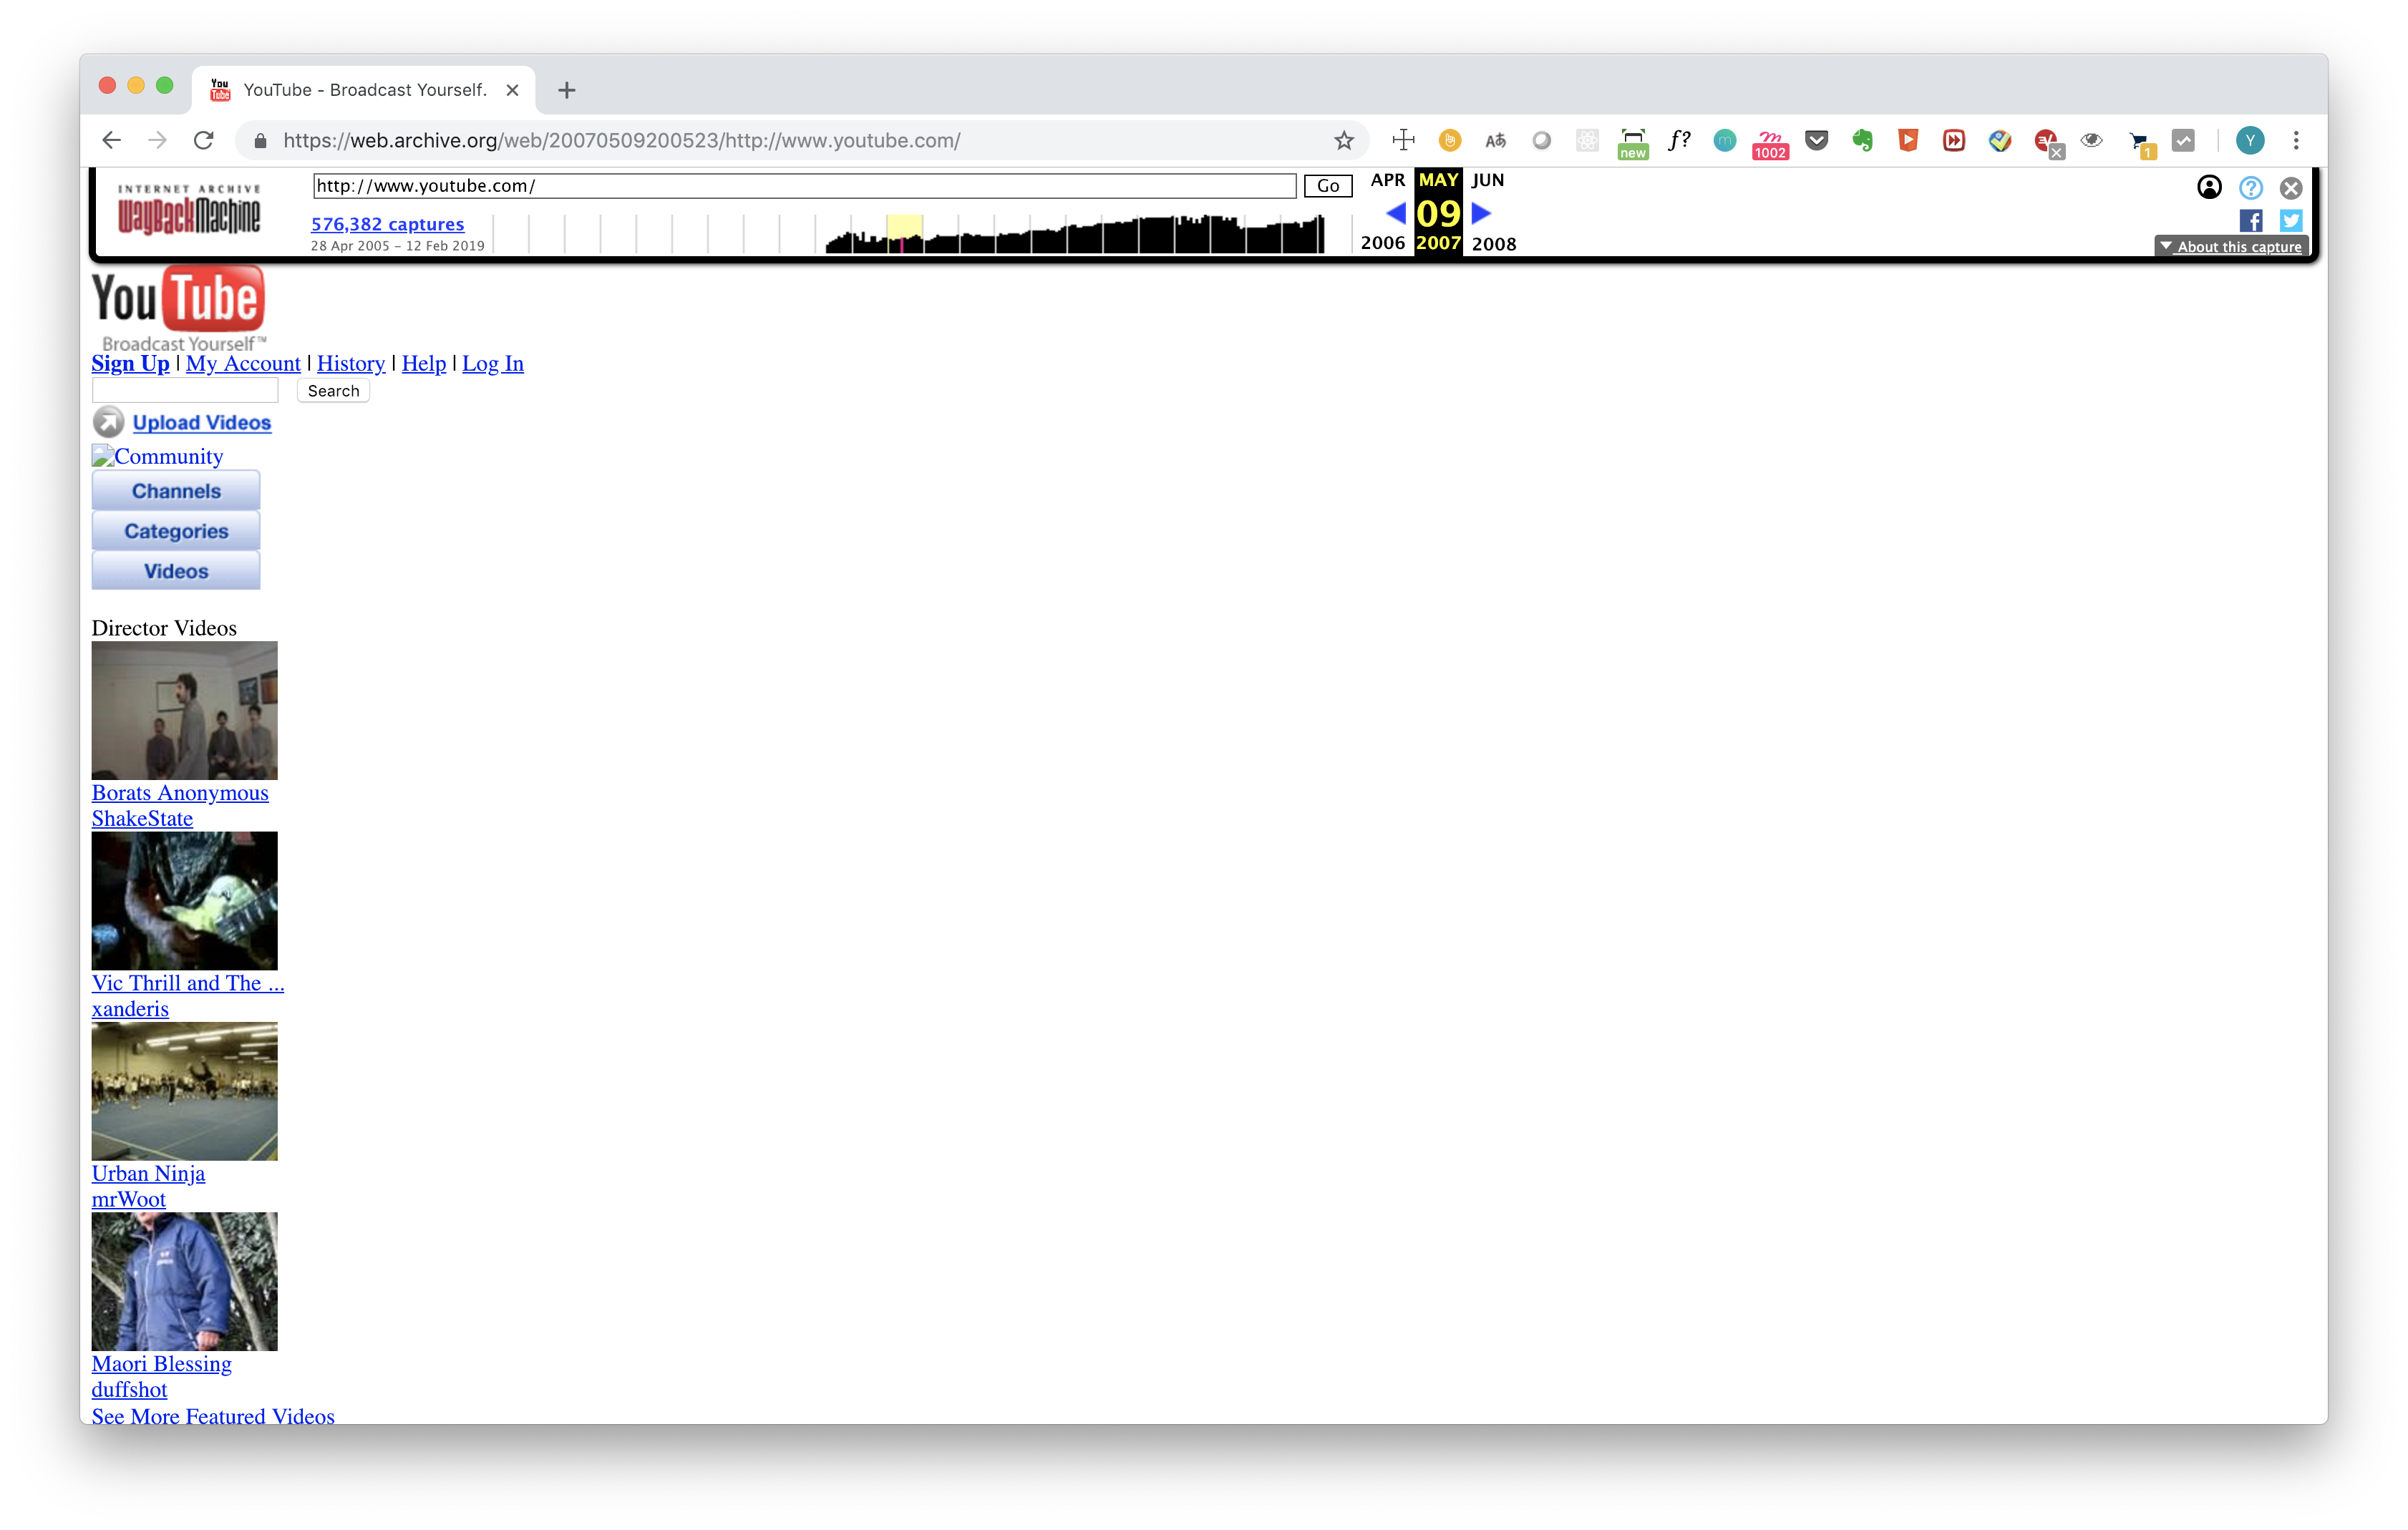 You
Tube
YouTube - Broadcast Yourself.
https://web.archive.org/web/20070509200523/http://www.youtube.com/
Aあ
new
f?
m
m
1002
1
Y
INTERNET ARCHIVE
WayBackMachine
http://www.youtube.com/
Go
APR MAY JUN
576,382 captures
09
28 Apr 2005 – 12 Feb 2019
2006 2007 2008
About this capture
YouTube
Broadcast Yourself™
Sign Up | My Account | History | Help | Log In
Search
Upload Videos
Community
Channels
Categories
Videos
Director Videos
Borats Anonymous
ShakeState
Vic Thrill and The ...
xanderis
Urban Ninja
mrWoot
Maori Blessing
duffshot
See More Featured Videos